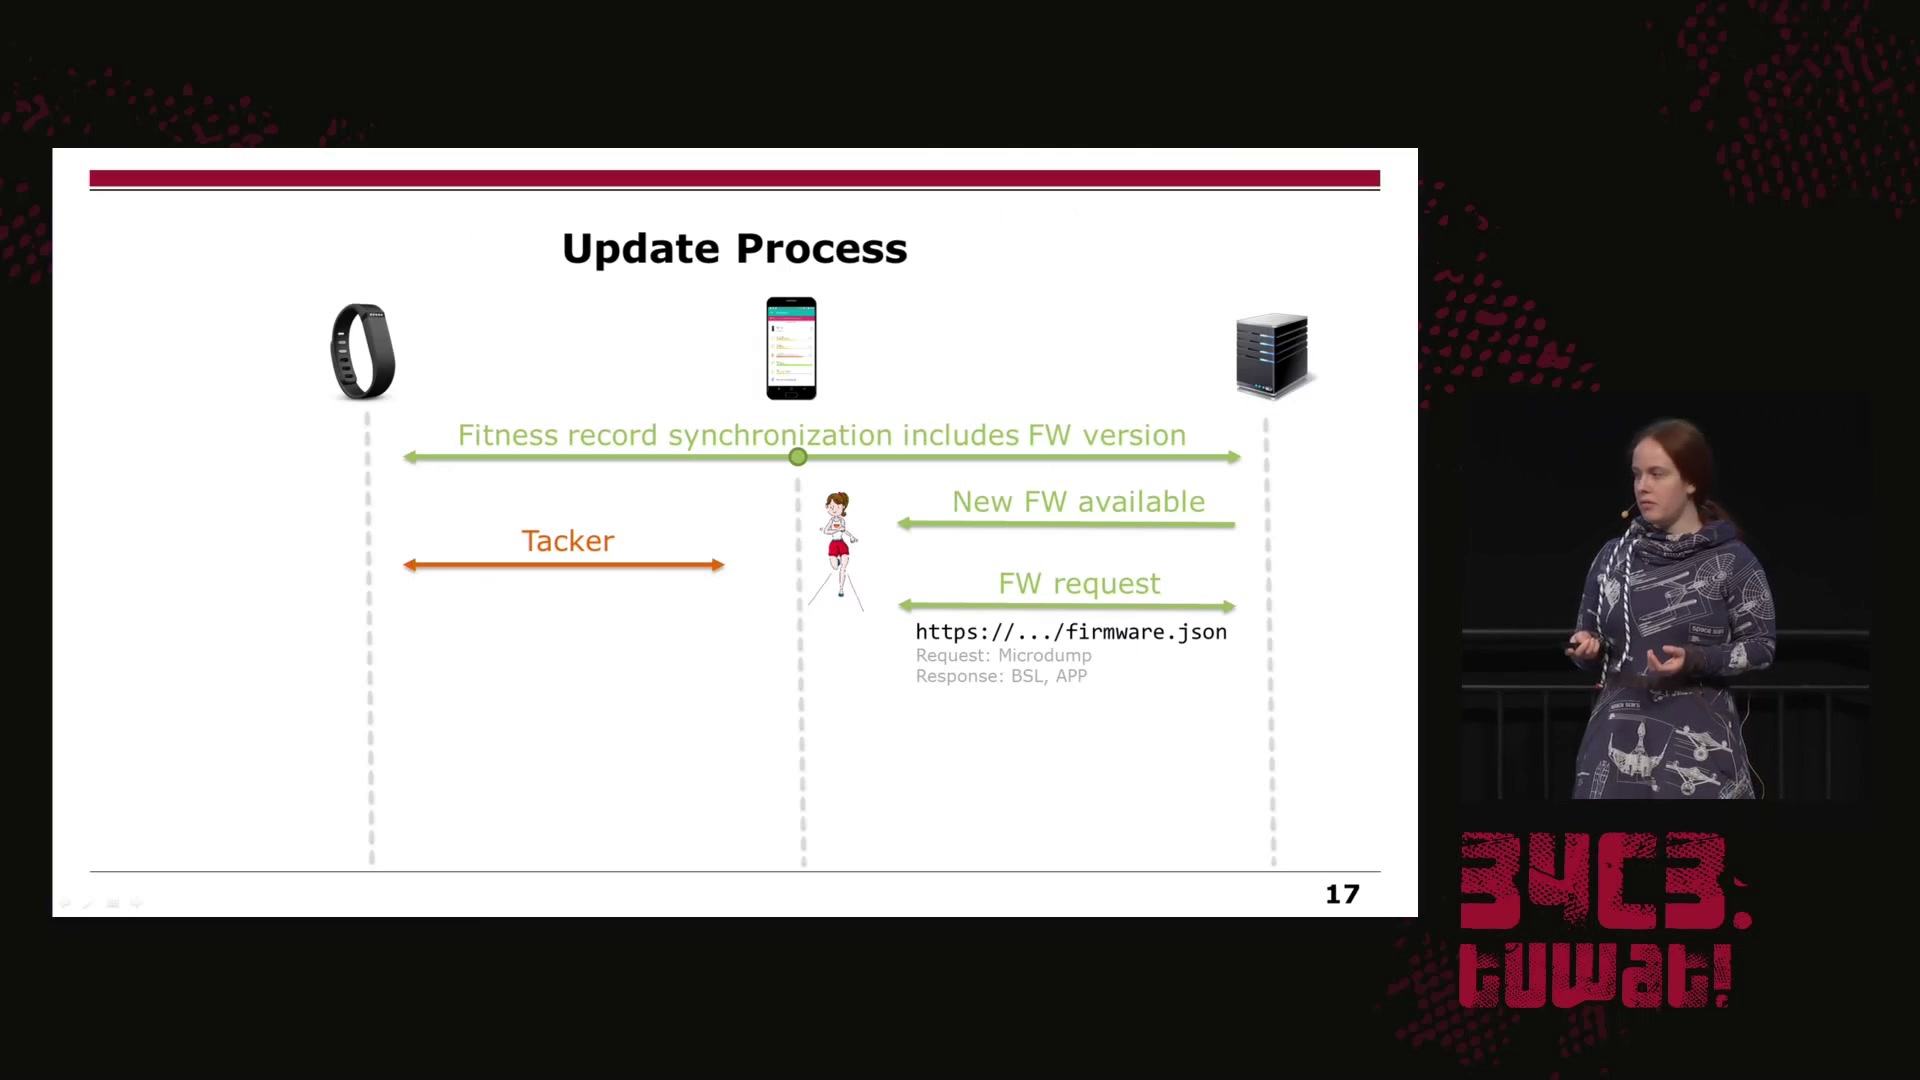 Update Process
Fitness record synchronization includes FW version
New FW available
Tacker
FW request
https://.../firmware.json
Request: Microdump
Response: BSL, APP
17
34C3.
tuwat!